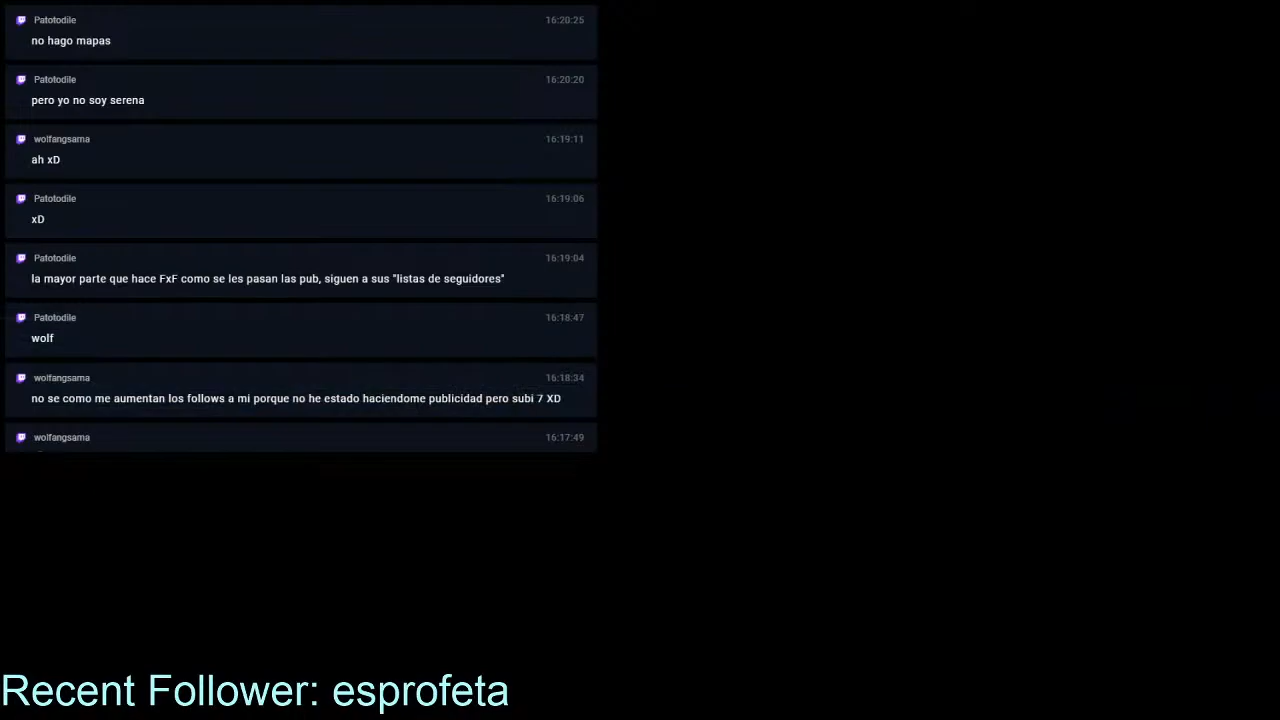 Patotodile 16:20:25
no hago mapas
Patotodile 16:20:20
pero yo no soy serena
wolfangsama 16:19:11
ah xD
Patotodile 16:19:06
xD
Patotodile 16:19:04
la mayor parte que hace FxF como se les pasan las pub, siguen a sus "listas de seguidores"
Patotodile 16:18:47
wolf
wolfangsama 16:18:34
no se como me aumentan los follows a mi porque no he estado haciendome publicidad pero subi 7 XD
wolfangsama 16:17:49
Recent Follower: esprofeta